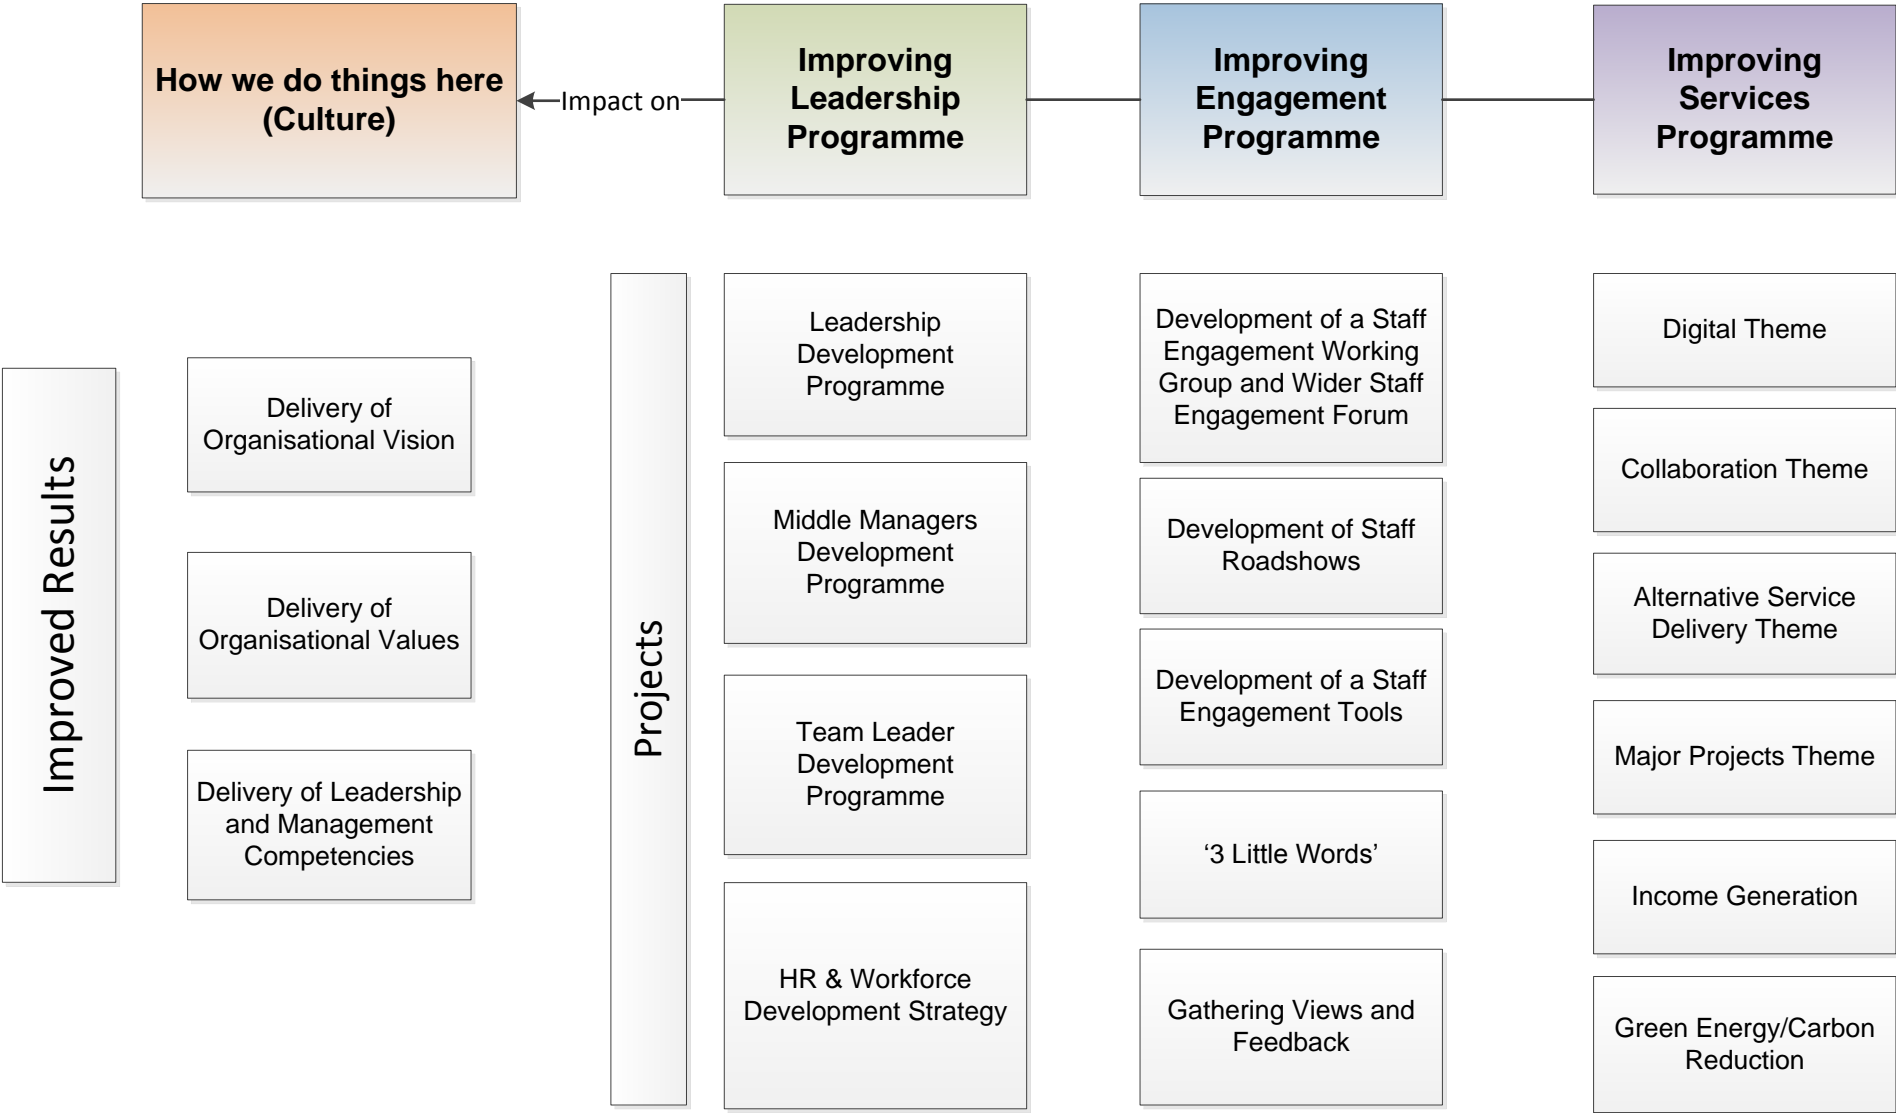 How we do things here
(Culture)
Impact on
Improving
Leadership
Programme
Improving
Engagement
Programme
Improving
Services
Programme
Improved Results
Delivery of
Organisational Vision
Delivery of
Organisational Values
Delivery of Leadership
and Management
Competencies
Projects
Leadership
Development
Programme
Middle Managers
Development
Programme
Team Leader
Development
Programme
HR & Workforce
Development Strategy
Development of a Staff
Engagement Working
Group and Wider Staff
Engagement Forum
Development of Staff
Roadshows
Development of a Staff
Engagement Tools
‘3 Little Words’
Gathering Views and
Feedback
Digital Theme
Collaboration Theme
Alternative Service
Delivery Theme
Major Projects Theme
Income Generation
Green Energy/Carbon
Reduction